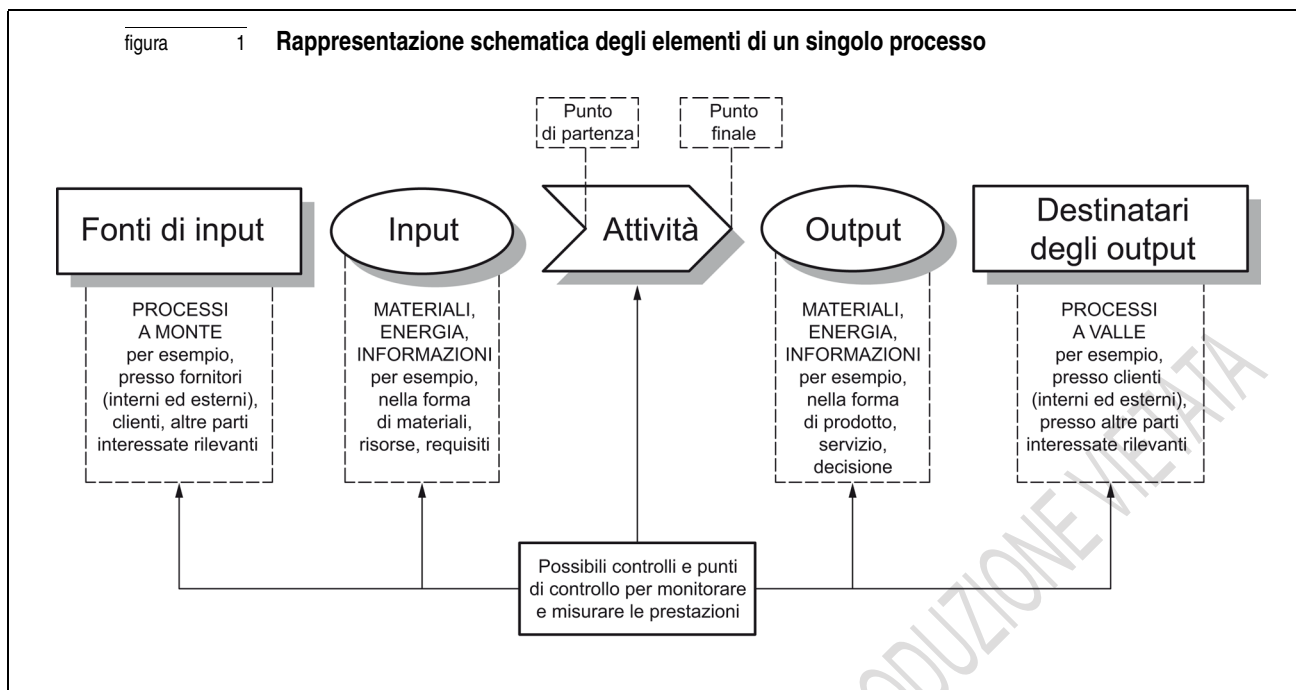 figura 1 Rappresentazione schematica degli elementi di un singolo processo
Punto
di partenza
Punto
finale
Fonti di input
Input
Attività
Output
Destinatari
degli output
PROCESSI
A MONTE
per esempio,
presso fornitori
(interni ed esterni),
clienti, altre parti
interessate rilevanti
MATERIALI,
ENERGIA,
INFORMAZIONI
per esempio,
nella forma
di materiali,
risorse, requisiti
MATERIALI,
ENERGIA,
INFORMAZIONI
per esempio,
nella forma
di prodotto,
servizio,
decisione
PROCESSI
A VALLE
per esempio,
presso clienti
(interni ed esterni),
presso altre parti
interessate rilevanti
Possibili controlli e punti
di controllo per monitorare
e misurare le prestazioni
ODUZIONE VIETATA